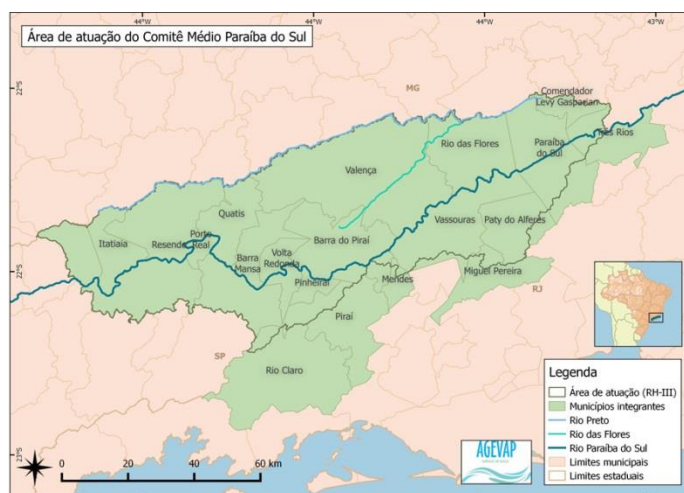 44°W
44°W
44°W
43°W
Área de atuação do Comitê Médio Paraíba do Sul
22°S
22°S
23°S
MG
Comendador
Levy Gasparian
Três Rios
Rio das Flores
Paraíba
do Sul
Valença
Quatis
Vassouras
Paty do Alferes
Porto
Real
Itatiaia
Resende
Barra do Piraí
Volta
Redonda
Barra
Mansa
Pinheiral
Mendes
Miguel Pereira
RJ
Piraí
SP
Rio Claro
0 20 40 60 km
AGEVAP
Legenda
Área de atuação (RH-III)
Municípios integrantes
Rio Preto
Rio das Flores
Rio Paraíba do Sul
Limites municipais
Limites estaduais